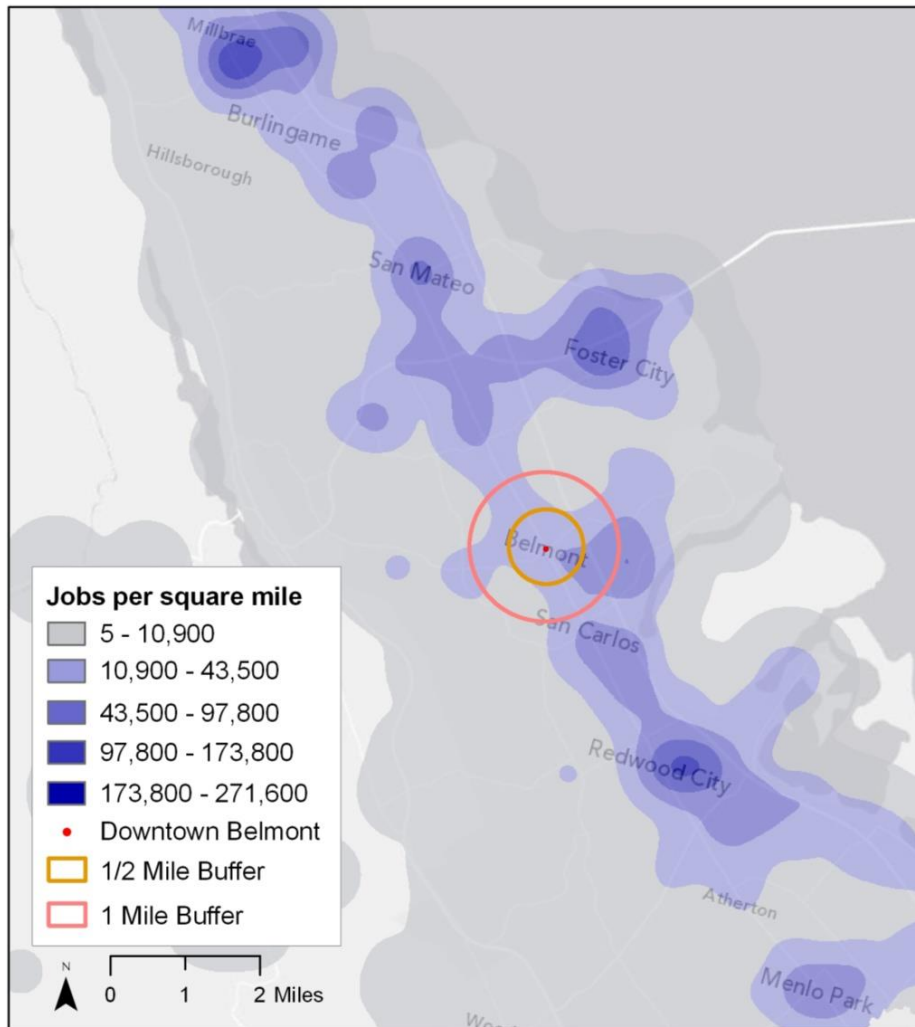 Millbrae
Burlingame
Hillsborough
San Mateo
Foster City
Belmont
San Carlos
Redwood City
Atherton
Menlo Park
Jobs per square mile
5 - 10,900
10,900 - 43,500
43,500 - 97,800
97,800 - 173,800
173,800 - 271,600
Downtown Belmont
1/2 Mile Buffer
1 Mile Buffer
N
0 1 2 Miles